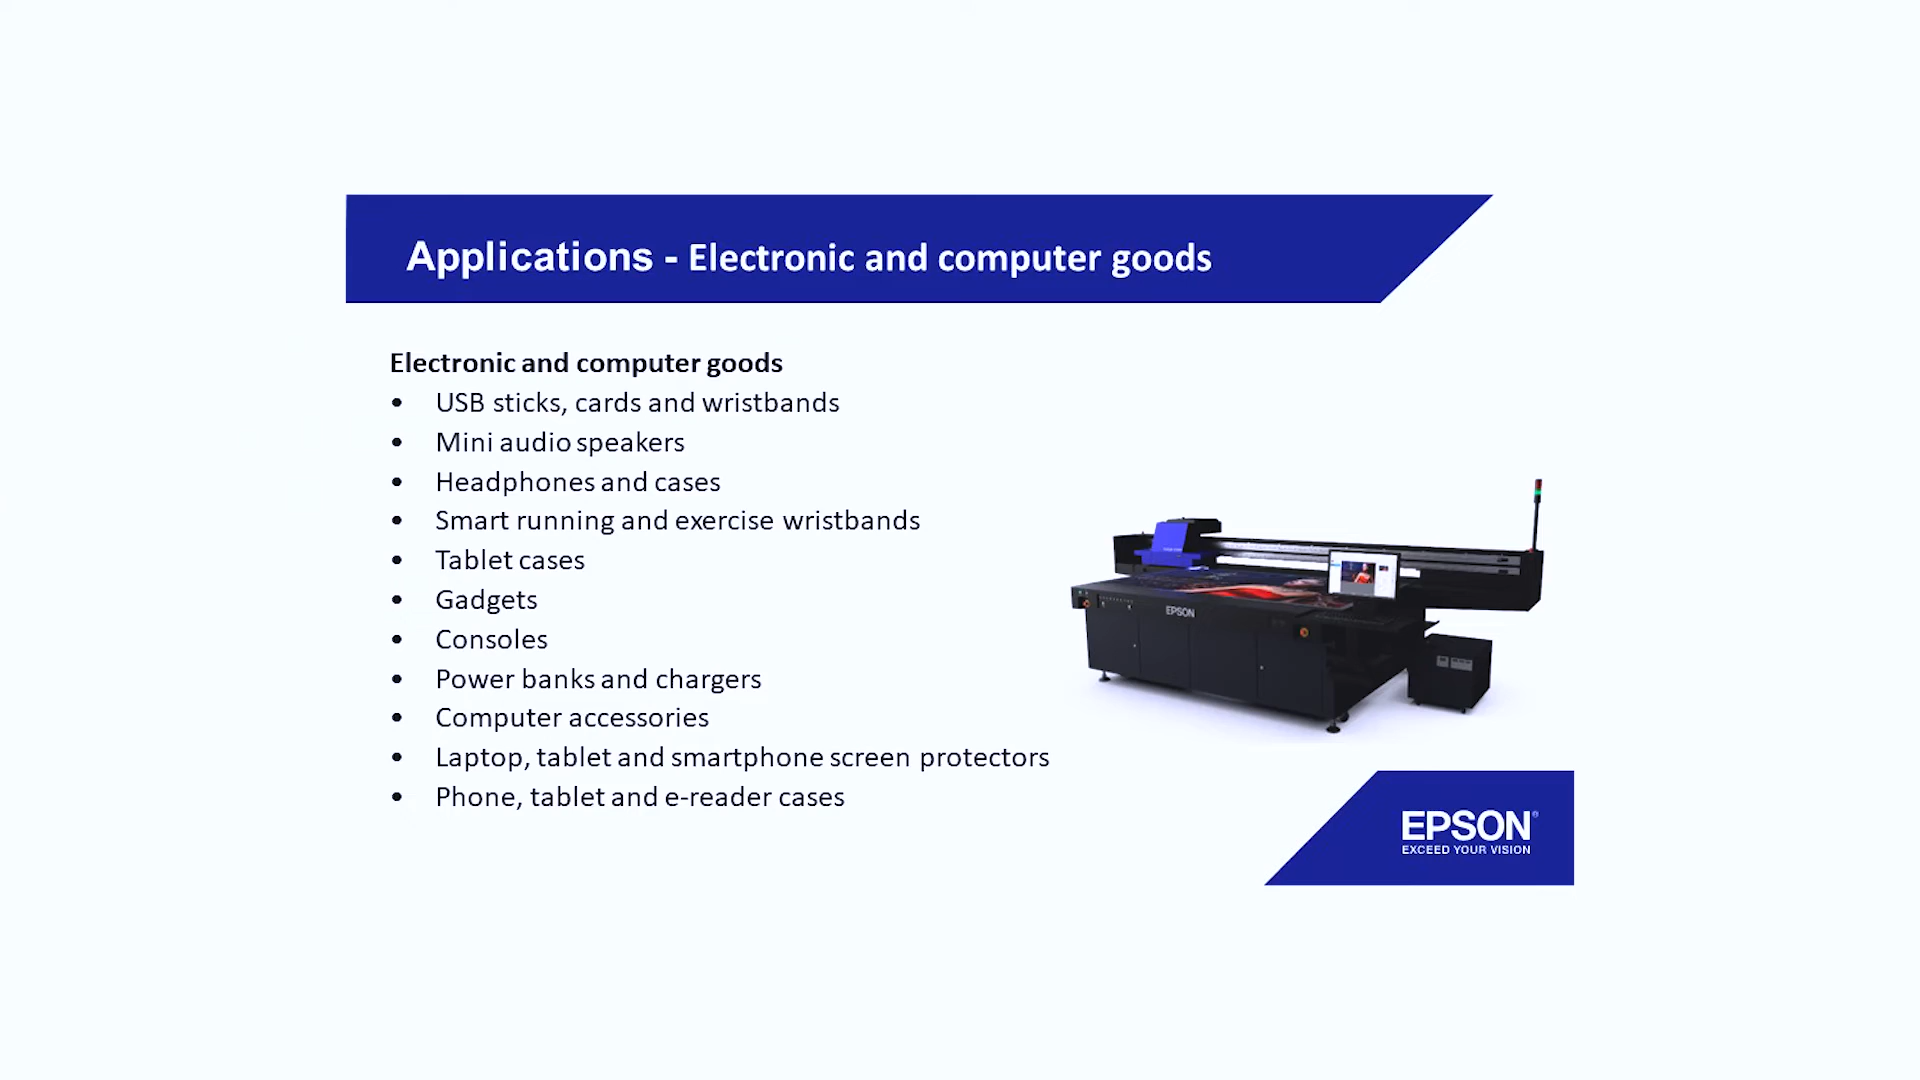 Applications - Electronic and computer goods
Electronic and computer goods
• USB sticks, cards and wristbands
• Mini audio speakers
• Headphones and cases
• Smart running and exercise wristbands
• Tablet cases
• Gadgets
• Consoles
• Power banks and chargers
• Computer accessories
• Laptop, tablet and smartphone screen protectors
• Phone, tablet and e-reader cases
EPSON
EPSON®
EXCEED YOUR VISION